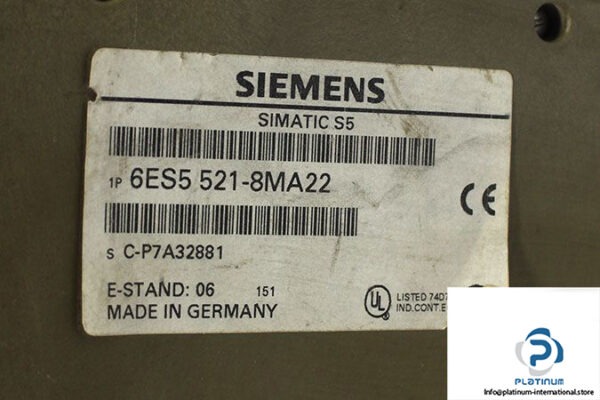 SIEMENS
SIMATIC S5
1P 6ES5 521-8MA22
CE
S C-P7A32881
E-STAND: 06 151
MADE IN GERMANY
UL LISTED
IND.CONT.E
PLATINUM
Info@platinum-international.store